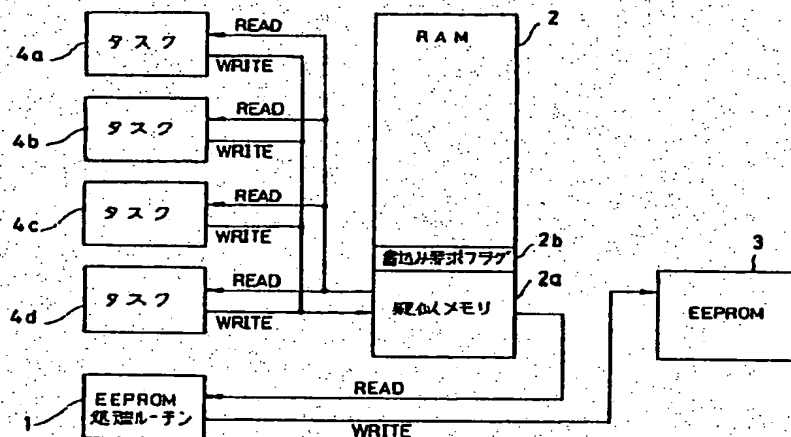 READ
2
4a
タスク
RAM
WRITE
READ
4b
タスク
WRITE
READ
4c
タスク
WRITE
2b
書込み要求フラグ
3
READ
2a
4d
タスク
疑似メモリ
EEPROM
WRITE
READ
EEPROM
処理ルーチン
1
WRITE